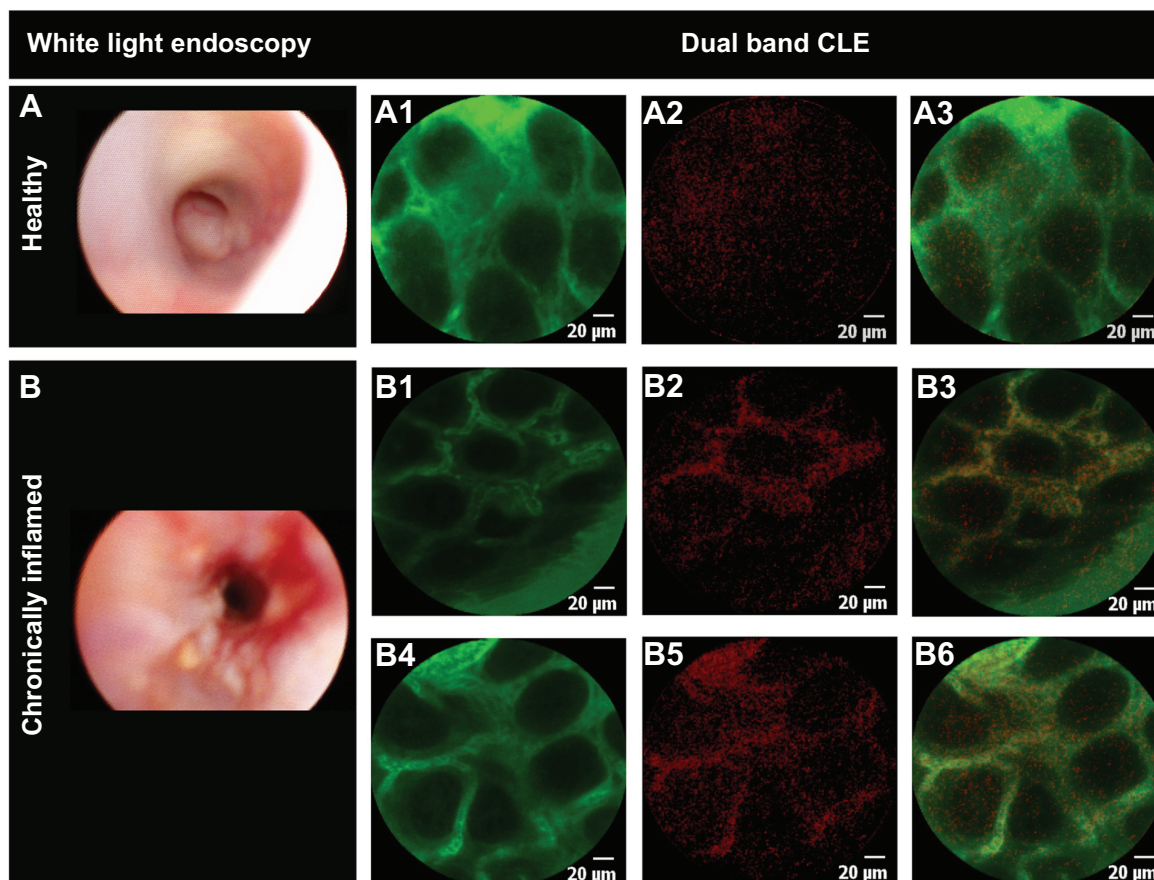 White light endoscopy
Dual band CLE
A
Healthy
A1
20 µm
A2
20 µm
A3
20 µm
B
Chronically inflamed
B1
20 µm
B2
20 µm
B3
20 µm
B4
20 µm
B5
20 µm
B6
20 µm